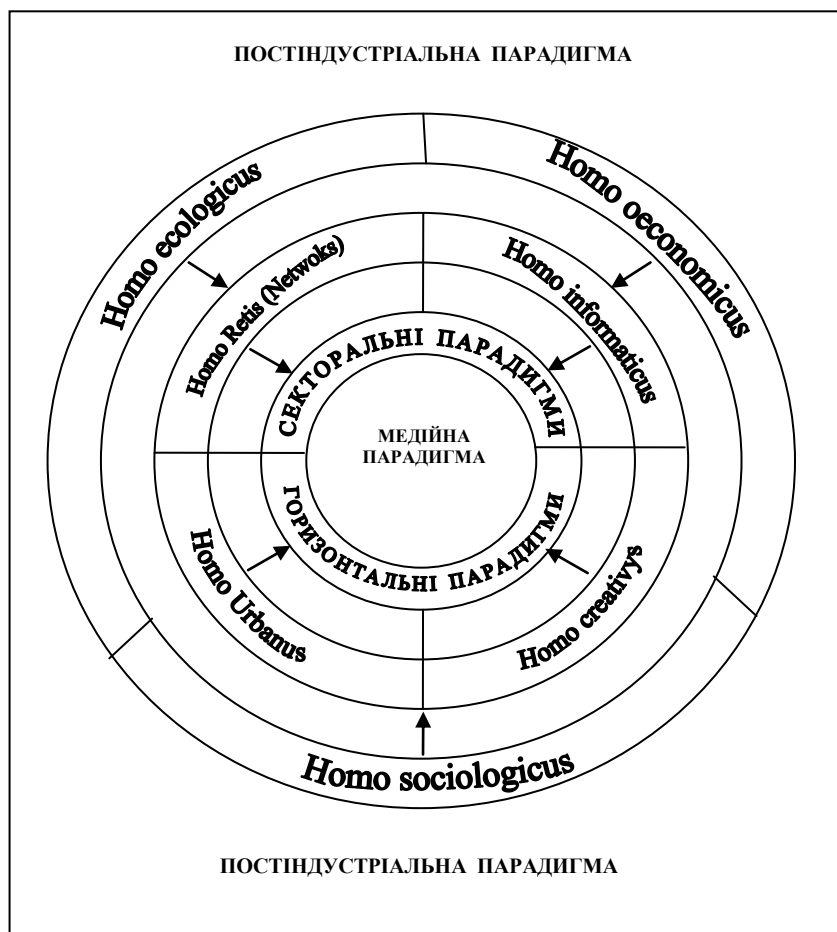 ПОСТІНДУСТРІАЛЬНА ПАРАДИГМА
Homo ecologicus
Homo oeconomicus
Homo Retis (Netwoks)
Homo informaticus
СЕКТОРАЛЬНІ ПАРАДИГМИ
МЕДІЙНА
ПАРАДИГМА
ГОРИЗОНТАЛЬНІ ПАРАДИГМИ
Homo Urbanus
Homo creativys
Homo sociologicus
ПОСТІНДУСТРІАЛЬНА ПАРАДИГМА